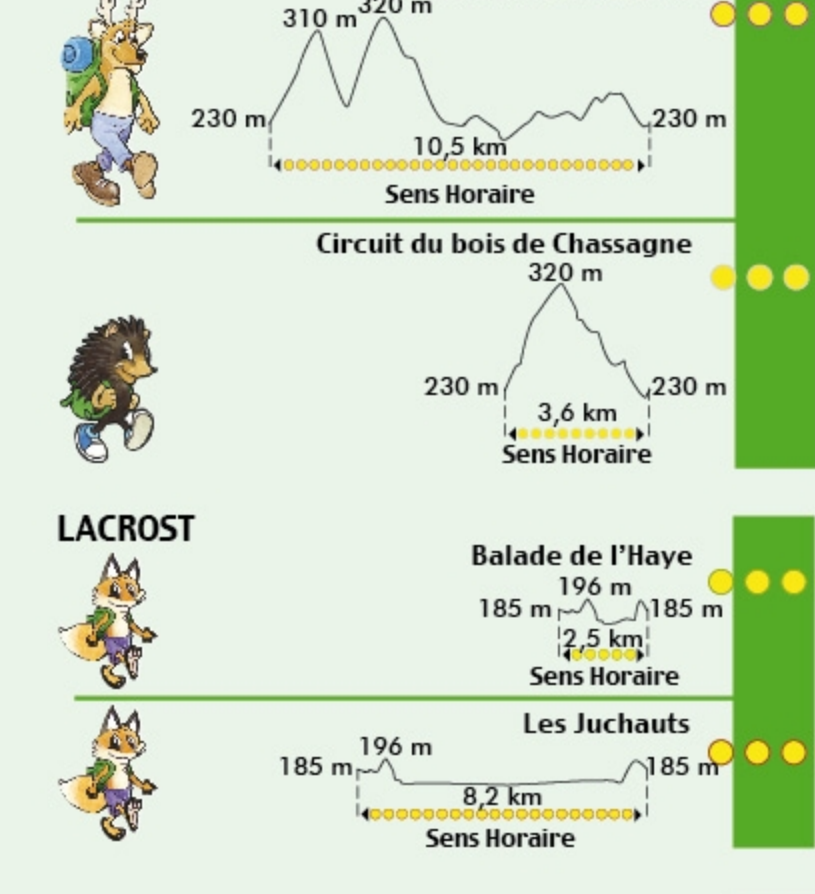 310 m 320 m
230 m 230 m
10,5 km
Sens Horaire
Circuit du bois de Chassagne
320 m
230 m 230 m
3,6 km
Sens Horaire
LACROST
Balade de l’Haye
196 m
185 m 185 m
2,5 km
Sens Horaire
Les Juchauts
196 m
185 m 185 m
8,2 km
Sens Horaire